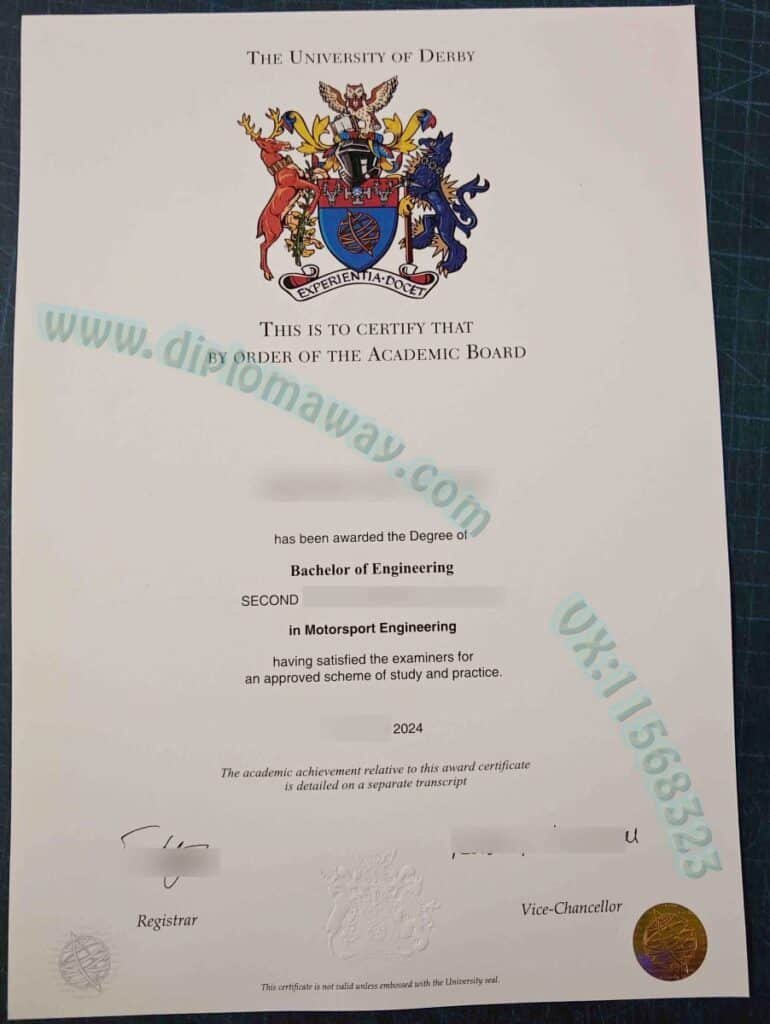 THE UNIVERSITY OF DERBY
EXPERIENTIA·DOCET
THIS IS TO CERTIFY THAT
BY ORDER OF THE ACADEMIC BOARD
www.diplomaway.com
has been awarded the Degree of
Bachelor of Engineering
SECOND
in Motorsport Engineering
having satisfied the examiners for
an approved scheme of study and practice.
VX:11568323
2024
The academic achievement relative to this award certificate
is detailed on a separate transcript
Registrar
Vice-Chancellor
This certificate is not valid unless embossed with the University seal.